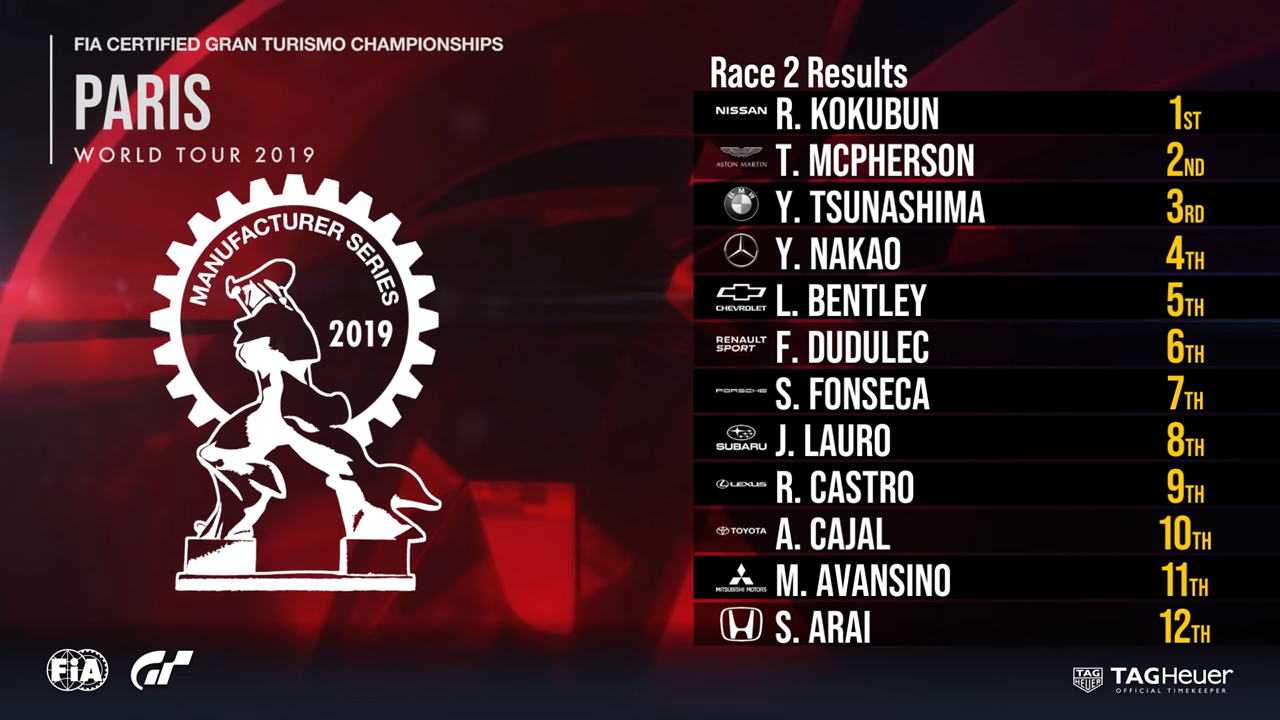 FIA CERTIFIED GRAN TURISMO CHAMPIONSHIPS
PARIS
WORLD TOUR 2019
MANUFACTURER SERIES
2019
Race 2 Results
NISSAN R. KOKUBUN 1ST
ASTON MARTIN T. MCPHERSON 2ND
BMW Y. TSUNASHIMA 3RD
Y. NAKAO 4TH
CHEVROLET L. BENTLEY 5TH
RENAULT SPORT F. DUDULEC 6TH
PORSCHE S. FONSECA 7TH
SUBARU J. LAURO 8TH
LEXUS R. CASTRO 9TH
TOYOTA A. CAJAL 10TH
MITSUBISHI MOTORS M. AVANSINO 11TH
S. ARAI 12TH
FiA GT
TAG HEUER TAGHeuer
OFFICIAL TIMEKEEPER